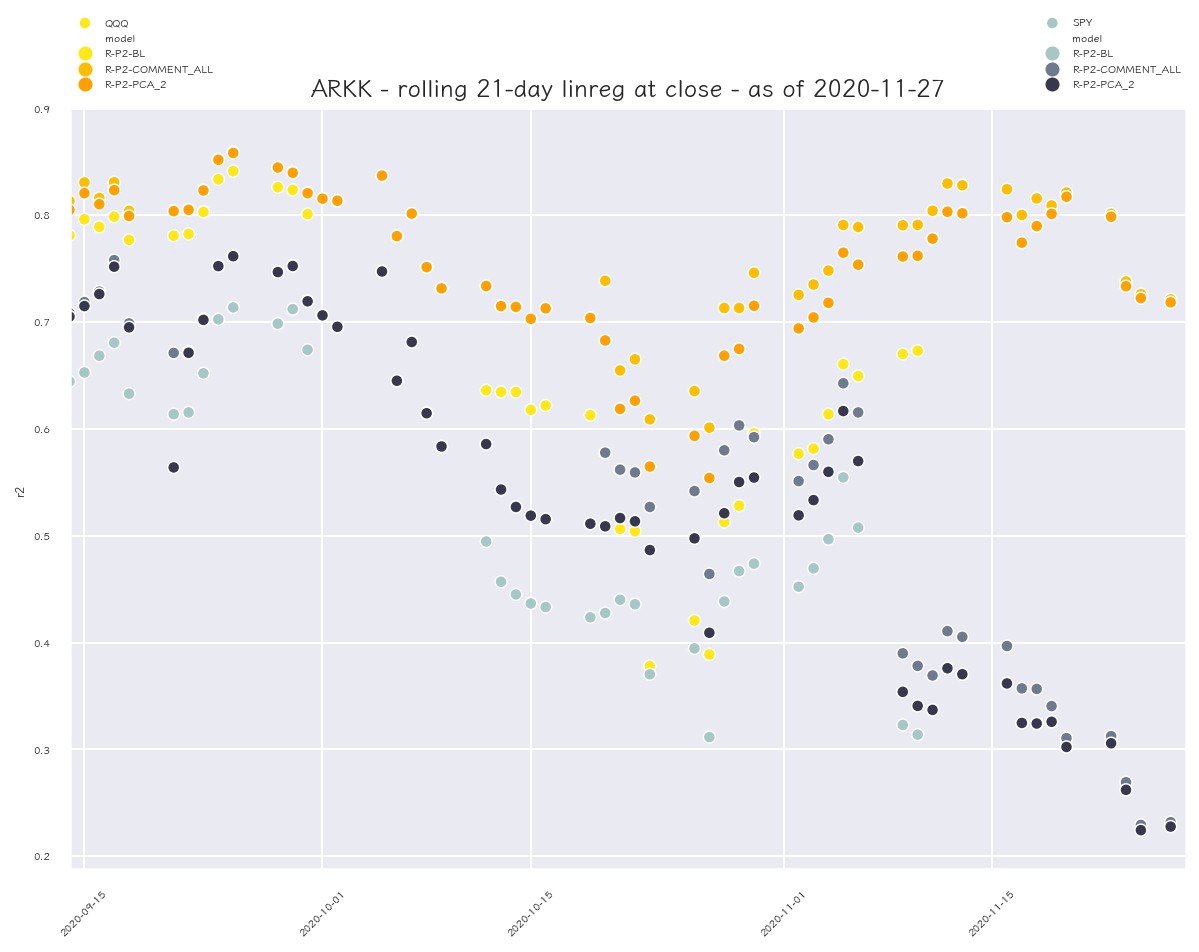 QQQ
model
R-P2-BL
R-P2-COMMENT_ALL
R-P2-PCA_2
SPY
model
R-P2-BL
R-P2-COMMENT_ALL
R-P2-PCA_2
ARKK - rolling 21-day linreg at close - as of 2020-11-27
0.9
0.8
0.7
0.6
0.5
0.4
0.3
0.2
r2
2020-09-15
2020-10-01
2020-10-15
2020-11-01
2020-11-15